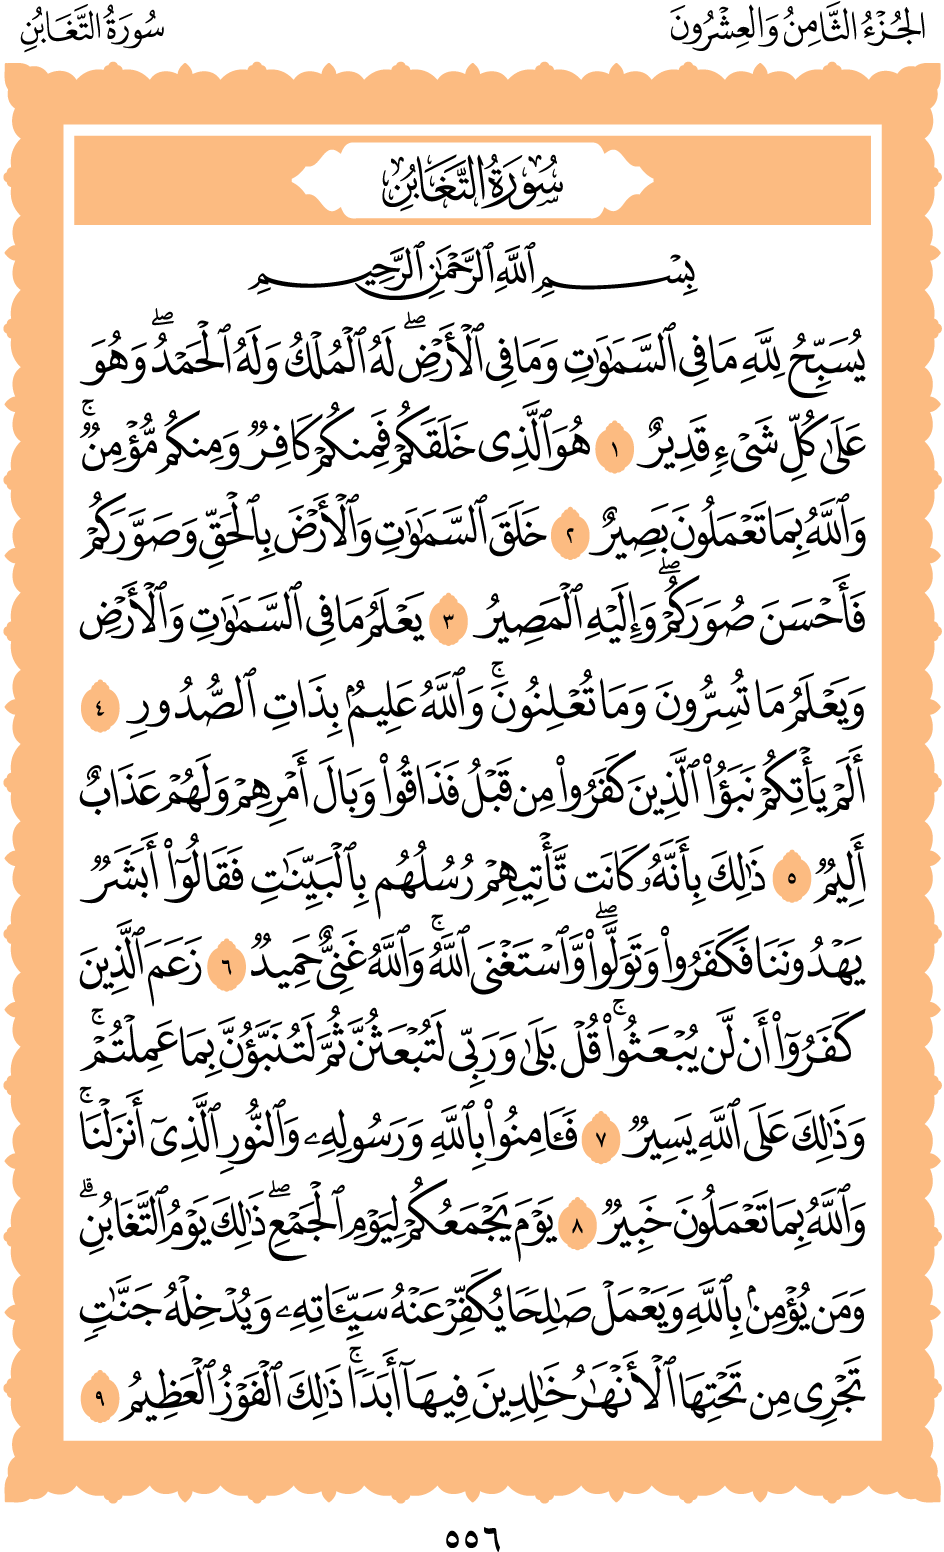 الجُزْءُ الثَّامِنُ وَالعِشْرُونَ
سُورَةُ التَّغَابُنِ
سُورَةُ التَّغَابُنِ
بِسْمِ ٱللَّهِ ٱلرَّحْمَٰنِ ٱلرَّحِيمِ
يُسَبِّحُ لِلَّهِ مَا فِى ٱلسَّمَٰوَٰتِ وَمَا فِى ٱلْأَرْضِۖ لَهُ ٱلْمُلْكُ وَلَهُ ٱلْحَمْدُۖ وَهُوَ
عَلَىٰ كُلِّ شَىْءٍ قَدِيرٌ ١ هُوَ ٱلَّذِى خَلَقَكُمْ فَمِنكُمْ كَافِرٌ وَمِنكُم مُّؤْمِنٌۚ
وَٱللَّهُ بِمَا تَعْمَلُونَ بَصِيرٌ ٢ خَلَقَ ٱلسَّمَٰوَٰتِ وَٱلْأَرْضَ بِٱلْحَقِّ وَصَوَّرَكُمْ
فَأَحْسَنَ صُوَرَكُمْۖ وَإِلَيْهِ ٱلْمَصِيرُ ٣ يَعْلَمُ مَا فِى ٱلسَّمَٰوَٰتِ وَٱلْأَرْضِ
وَيَعْلَمُ مَا تُسِرُّونَ وَمَا تُعْلِنُونَۚ وَٱللَّهُ عَلِيمٌۢ بِذَاتِ ٱلصُّدُورِ ٤
أَلَمْ يَأْتِكُمْ نَبَؤُا۟ ٱلَّذِينَ كَفَرُوا۟ مِن قَبْلُ فَذَاقُوا۟ وَبَالَ أَمْرِهِمْ وَلَهُمْ عَذَابٌ
أَلِيمٌ ٥ ذَٰلِكَ بِأَنَّهُۥ كَانَت تَّأْتِيهِمْ رُسُلُهُم بِٱلْبَيِّنَٰتِ فَقَالُوٓا۟ أَبَشَرٌ
يَهْدُونَنَا فَكَفَرُوا۟ وَتَوَلَّوا۟ۖ وَّٱسْتَغْنَى ٱللَّهُۚ وَٱللَّهُ غَنِىٌّ حَمِيدٌ ٦ زَعَمَ ٱلَّذِينَ
كَفَرُوٓا۟ أَن لَّن يُبْعَثُوا۟ۚ قُلْ بَلَىٰ وَرَبِّى لَتُبْعَثُنَّ ثُمَّ لَتُنَبَّؤُنَّ بِمَا عَمِلْتُمْۚ
وَذَٰلِكَ عَلَى ٱللَّهِ يَسِيرٌ ٧ فَـَٔامِنُوا۟ بِٱللَّهِ وَرَسُولِهِۦ وَٱلنُّورِ ٱلَّذِىٓ أَنزَلْنَاۚ
وَٱللَّهُ بِمَا تَعْمَلُونَ خَبِيرٌ ٨ يَوْمَ يَجْمَعُكُمْ لِيَوْمِ ٱلْجَمْعِۖ ذَٰلِكَ يَوْمُ ٱلتَّغَابُنِۗ
وَمَن يُؤْمِنۢ بِٱللَّهِ وَيَعْمَلْ صَٰلِحًا يُكَفِّرْ عَنْهُ سَيِّـَٔاتِهِۦ وَيُدْخِلْهُ جَنَّٰتٍ
تَجْرِى مِن تَحْتِهَا ٱلْأَنْهَٰرُ خَٰلِدِينَ فِيهَآ أَبَدًاۚ ذَٰلِكَ ٱلْفَوْزُ ٱلْعَظِيمُ ٩
٥٥٦